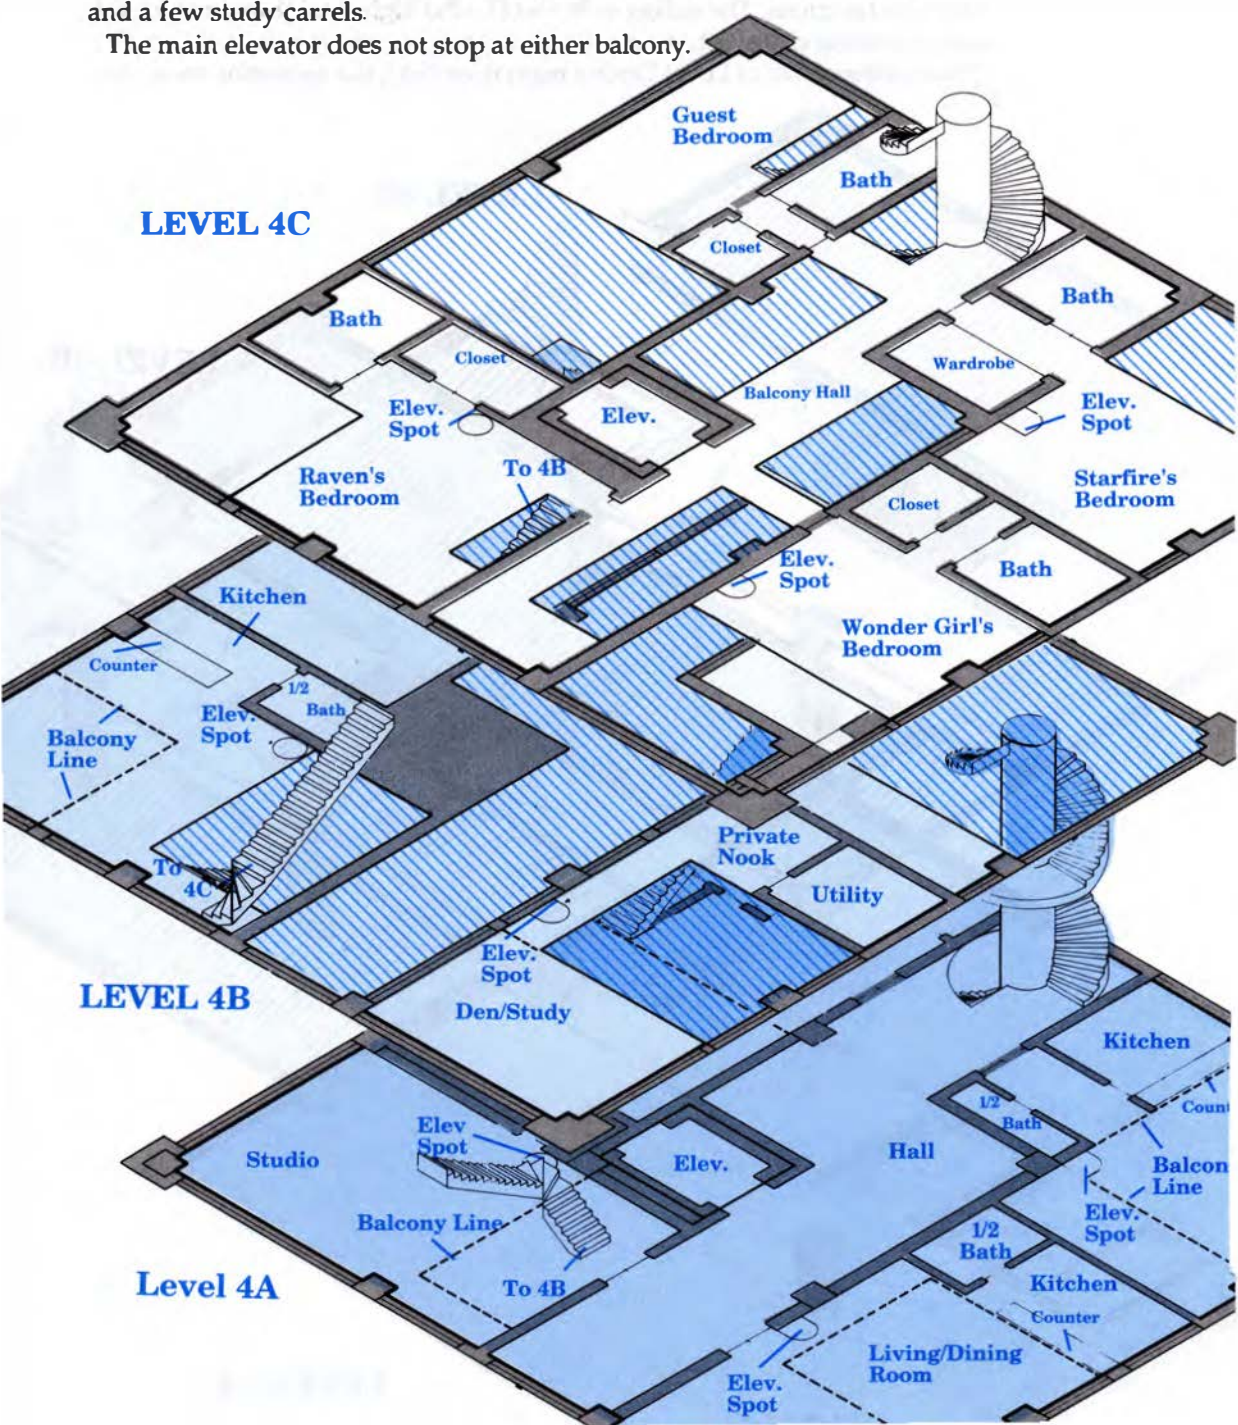 and a few study carrels.
The main elevator does not stop at either balcony.
Guest
Bedroom
Bath
LEVEL 4C
Closet
Bath
Bath
Closet
Wardrobe
Elev.
Spot
Elev.
Balcony Hall
Elev.
Spot
Raven's
Bedroom
To 4B
Starfire's
Bedroom
Closet
Elev.
Spot
Bath
Kitchen
Wonder Girl's
Bedroom
Counter
1/2
Bath
Elev.
Spot
Balcony
Line
Private
Nook
To
4C
Utility
Elev.
Spot
LEVEL 4B
Den/Study
Kitchen
1/2
Bath
Elev
Spot
Studio
Elev.
Hall
Balcony Line
Elev.
Spot
1/2
Bath
Level 4A
To 4B
Kitchen
Counter
Living/Dining
Room
Elev.
Spot